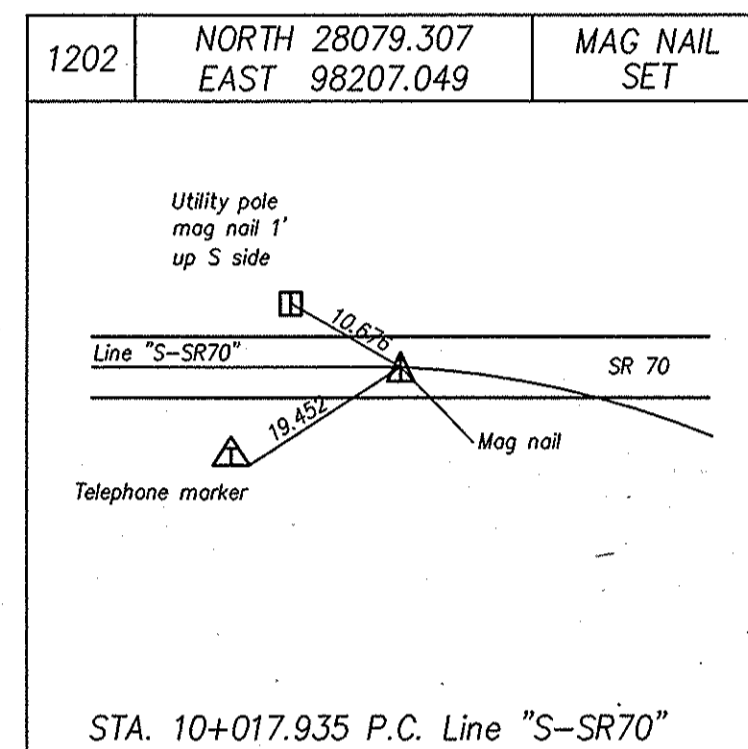 1202
NORTH 28079.307
EAST 98207.049
MAG NAIL
SET
Utility pole
mag nail 1'
up S side
10.676
Line "S-SR70"
SR 70
19.452
Mag nail
Telephone marker
STA. 10+017.935 P.C. Line "S-SR70"